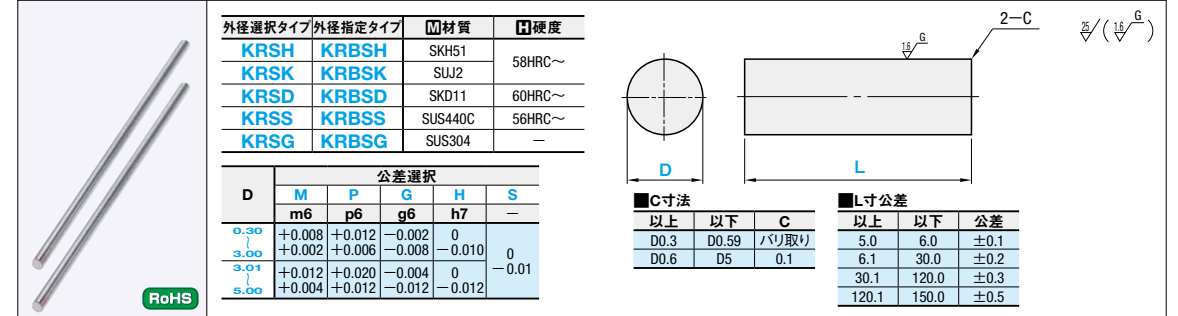 外径選択タイプ 外径指定タイプ M材質 H硬度
KRSH KRBSH SKH51 58HRC〜
KRSK KRBSK SUJ2
KRSD KRBSD SKD11 60HRC〜
KRSS KRBSS SUS440C 56HRC〜
KRSG KRBSG SUS304 −
D 公差選択
M P G H S
m6 p6 g6 h7 −
0.30〜3.00 +0.008 +0.002 +0.012 +0.006 −0.002 −0.008 0 −0.010 0 −0.01
3.01〜5.00 +0.012 +0.004 +0.020 +0.012 −0.004 −0.012 0 −0.012
RoHS
2−C
1.6 G
25 (1.6 G)
D
L
■C寸法
以上 以下 C
D0.3 D0.59 バリ取り
D0.6 D5 0.1
■L寸公差
以上 以下 公差
5.0 6.0 ±0.1
6.1 30.0 ±0.2
30.1 120.0 ±0.3
120.1 150.0 ±0.5